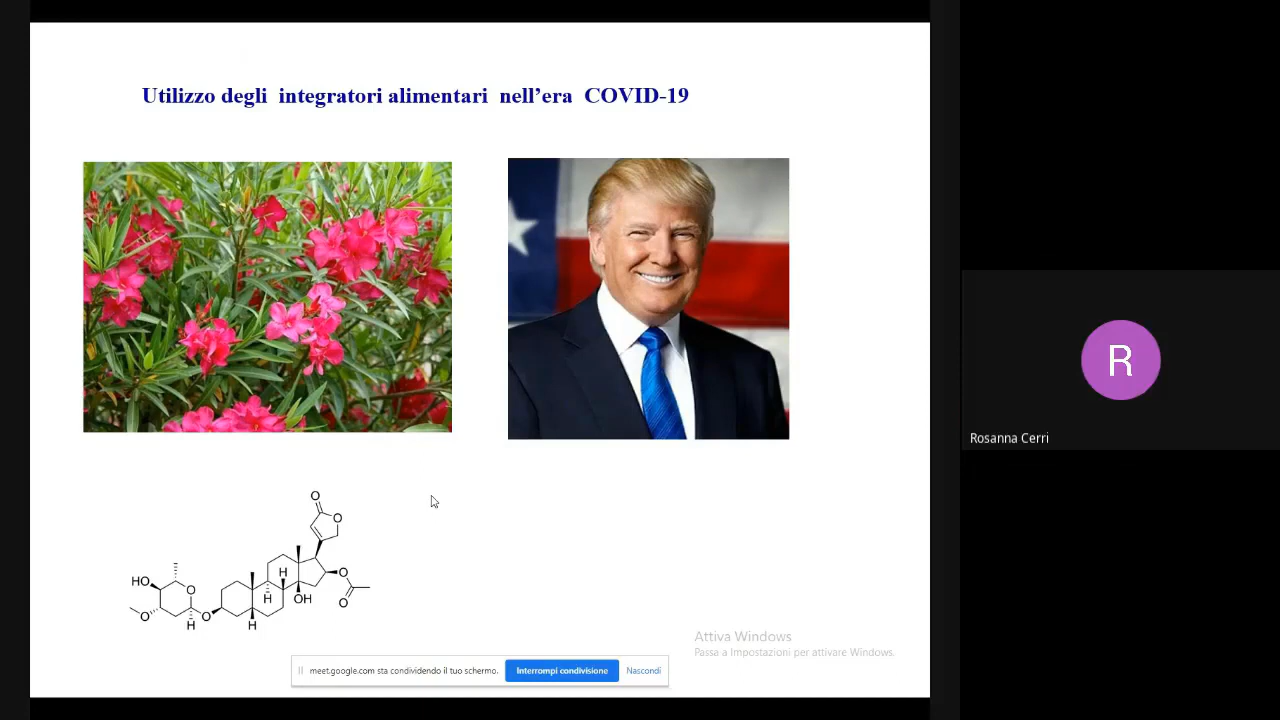 Utilizzo degli integratori alimentari nell'era COVID-19
O
O
HO
O
H
O
O
H
OH
O
O
H
H
Attiva Windows
Passa a Impostazioni per attivare Windows.
meet.google.com sta condividendo il tuo schermo. Interrompi condivisione Nascondi
R
Rosanna Cerri